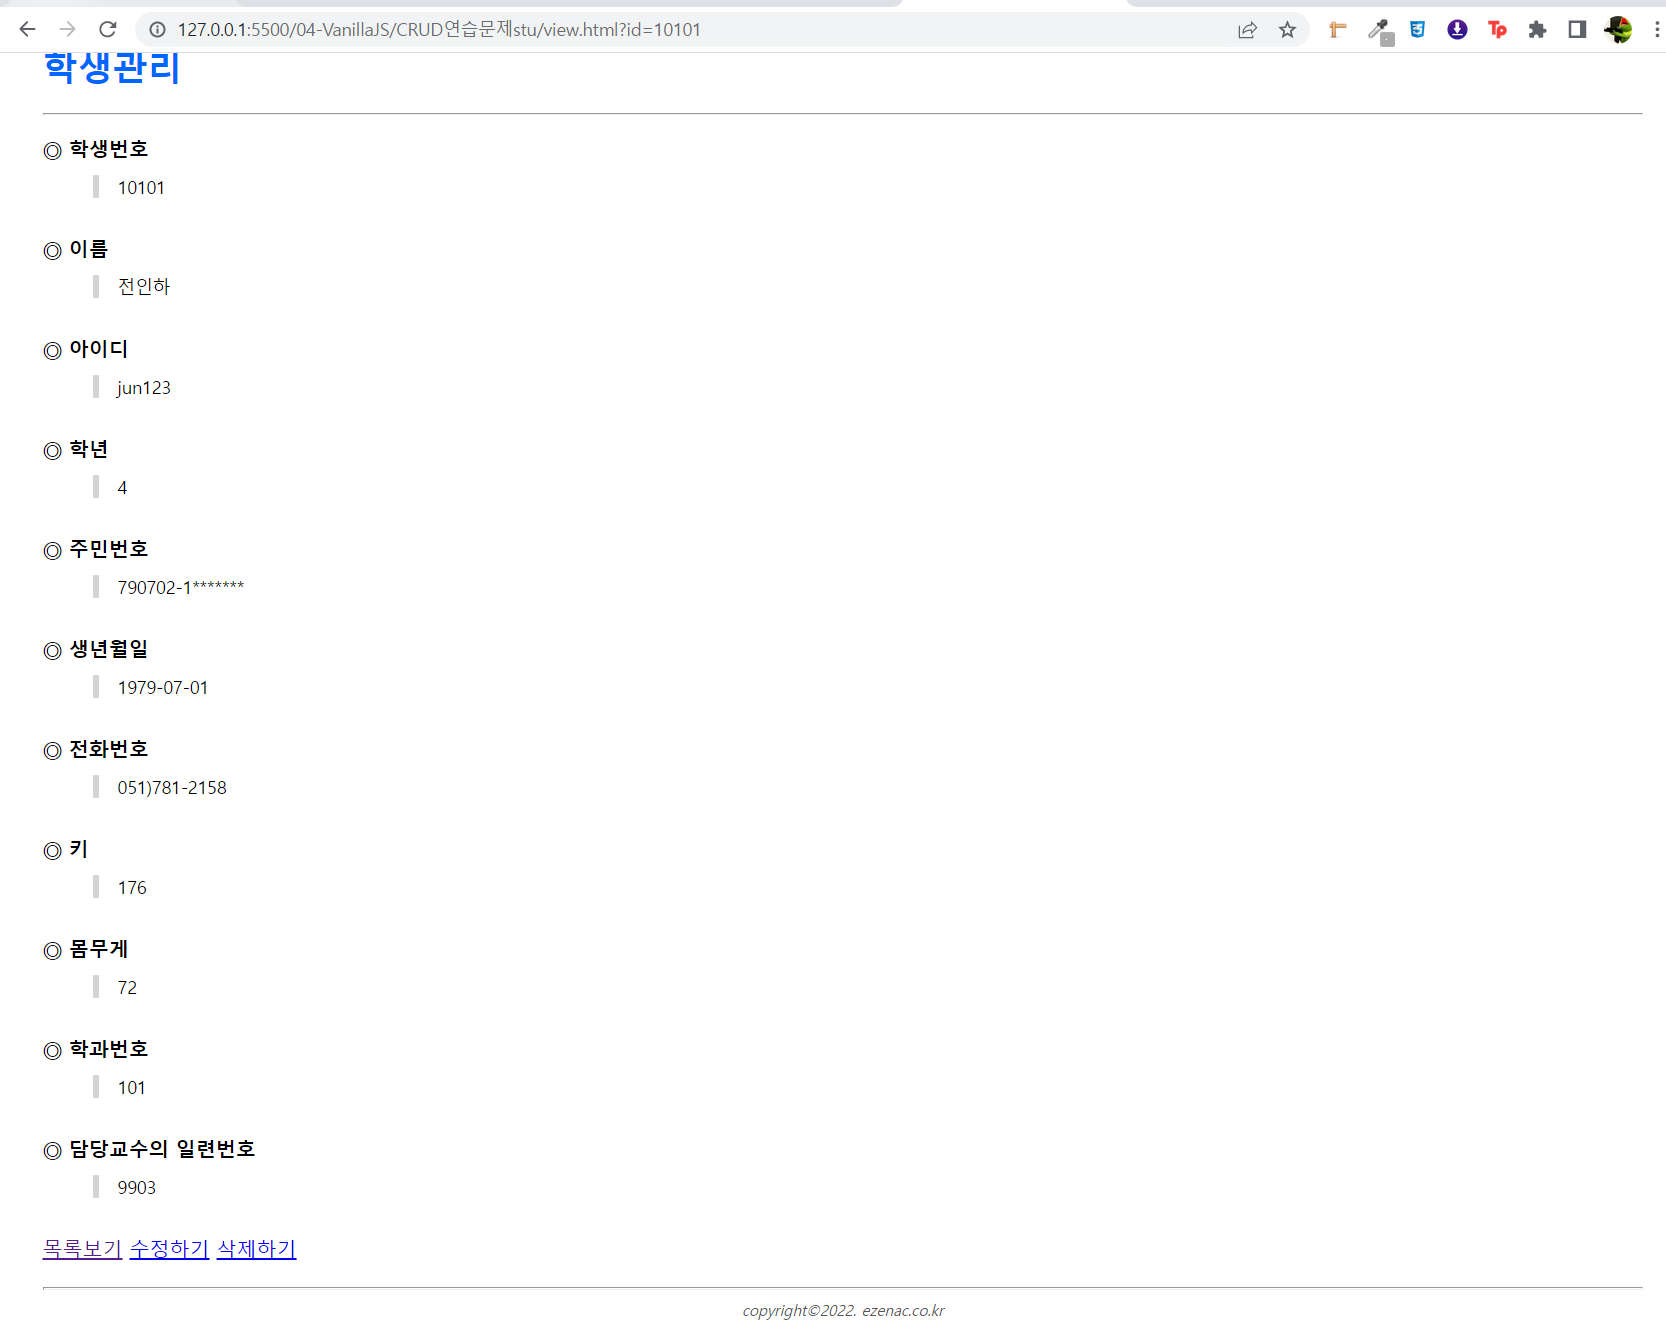 127.0.0.1:5500/04-VanillaJS/CRUD연습문제stu/view.html?id=10101
Tp
학생관리
◎ 학생번호
10101
◎ 이름
전인하
◎ 아이디
jun123
◎ 학년
4
◎ 주민번호
790702-1*******
◎ 생년월일
1979-07-01
◎ 전화번호
051)781-2158
◎ 키
176
◎ 몸무게
72
◎ 학과번호
101
◎ 담당교수의 일련번호
9903
목록보기 수정하기 삭제하기
copyright©2022. ezenac.co.kr